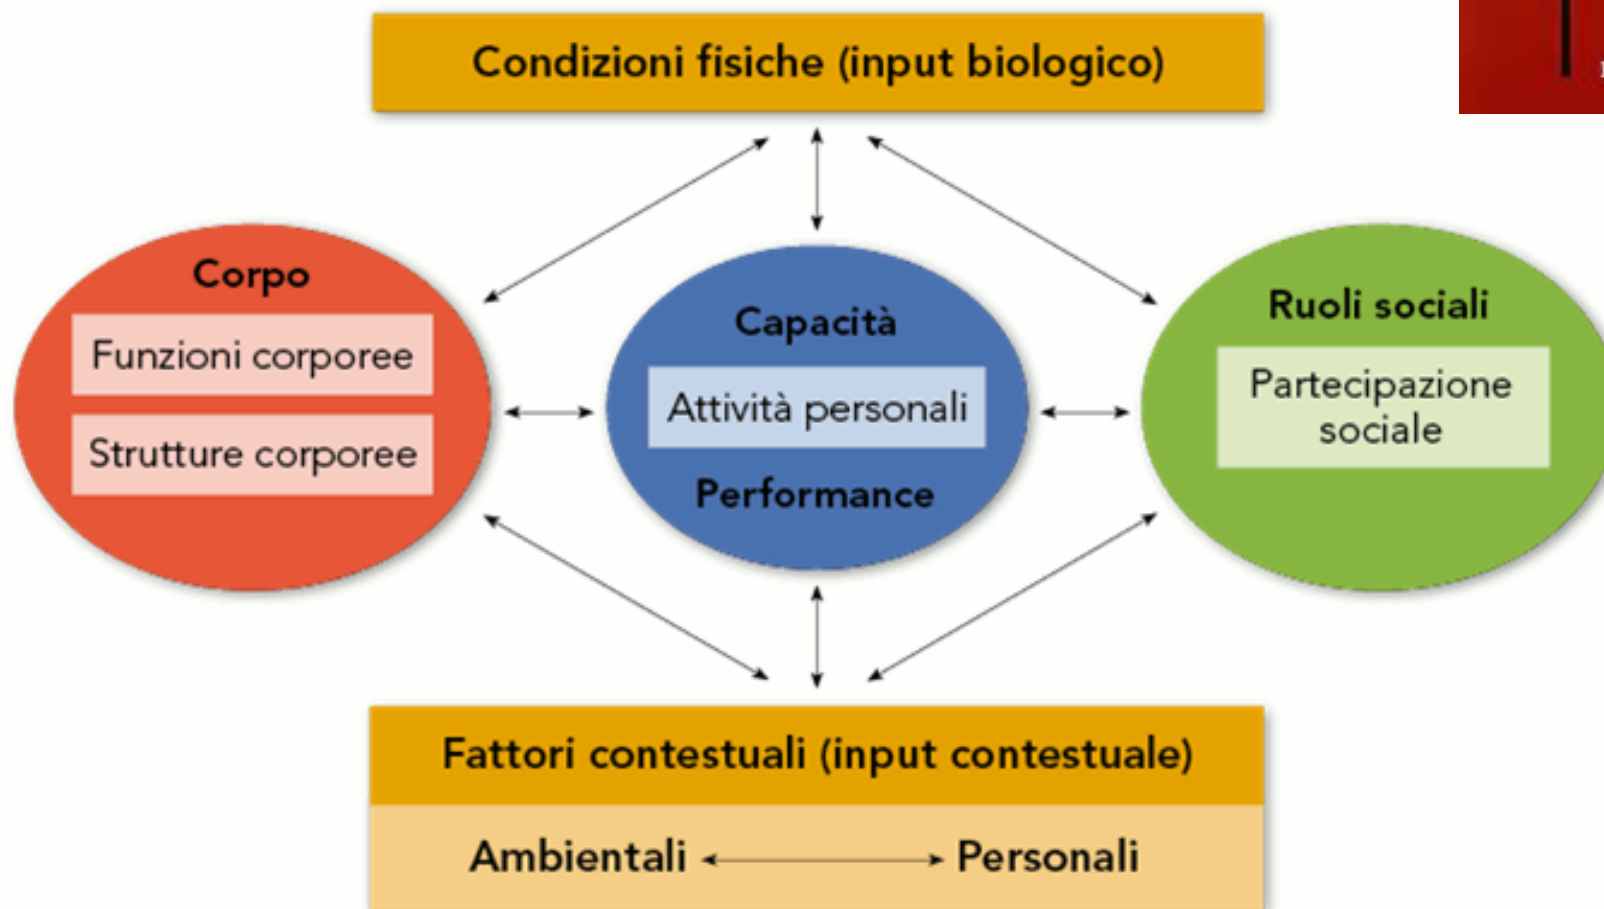 Condizioni fisiche (input biologico)
Corpo
Funzioni corporee
Strutture corporee
Capacità
Attività personali
Performance
Ruoli sociali
Partecipazione
sociale
Fattori contestuali (input contestuale)
Ambientali Personali